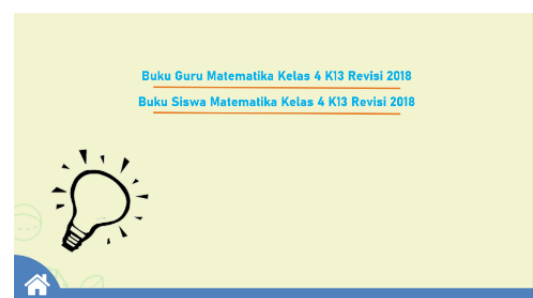 Buku Guru Matematika Kelas 4 K13 Revisi 2018
Buku Siswa Matematika Kelas 4 K13 Revisi 2018